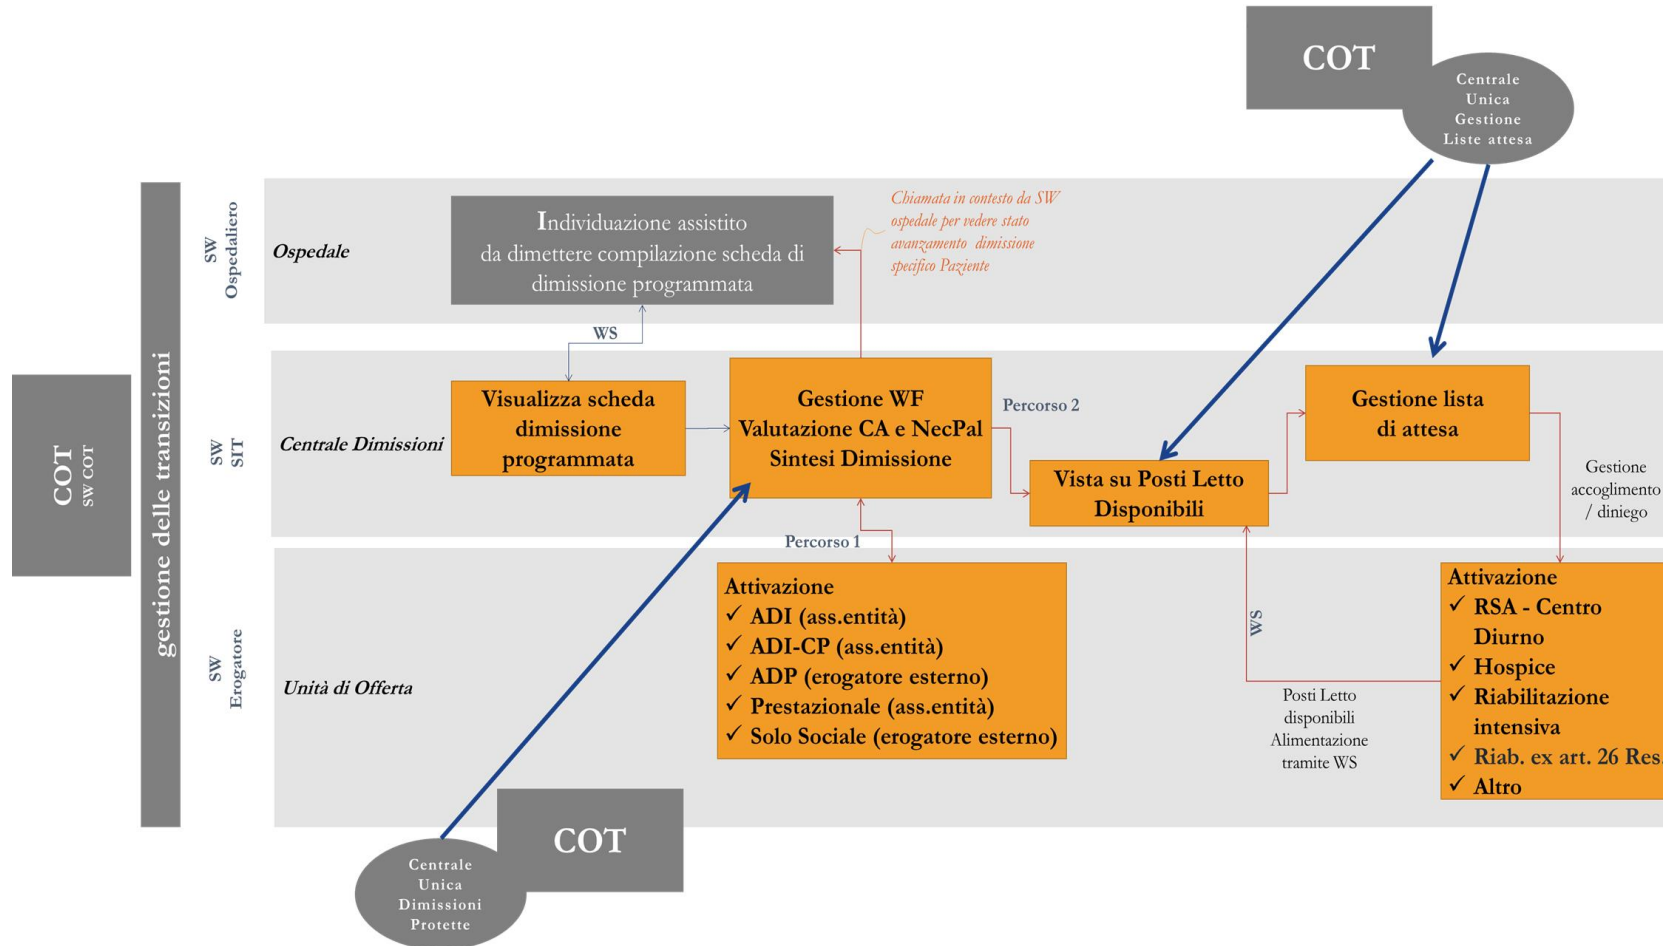 COT
Centrale
Unica
Gestione
Liste attesa
COT
SW COT
gestione delle transizioni
SW
Ospedaliero
Ospedale
Individuazione assistito
da dimettere compilazione scheda di
dimissione programmata
Chiamata in contesto da SW
ospedale per vedere stato
avanzamento dimissione
specifico Paziente
WS
SW
SIT
Centrale Dimissioni
Visualizza scheda
dimissione
programmata
Gestione WF
Valutazione CA e NecPal
Sintesi Dimissione
Percorso 2
Vista su Posti Letto
Disponibili
Gestione lista
di attesa
Gestione
accoglimento
/ diniego
Percorso 1
SW
Erogatore
Unità di Offerta
Attivazione
✓ ADI (ass.entità)
✓ ADI-CP (ass.entità)
✓ ADP (erogatore esterno)
✓ Prestazionale (ass.entità)
✓ Solo Sociale (erogatore esterno)
WS
Posti Letto
disponibili
Alimentazione
tramite WS
Attivazione
✓ RSA - Centro
Diurno
✓ Hospice
✓ Riabilitazione
intensiva
✓ Riab. ex art. 26 Res.
✓ Altro
COT
Centrale
Unica
Dimissioni
Protette